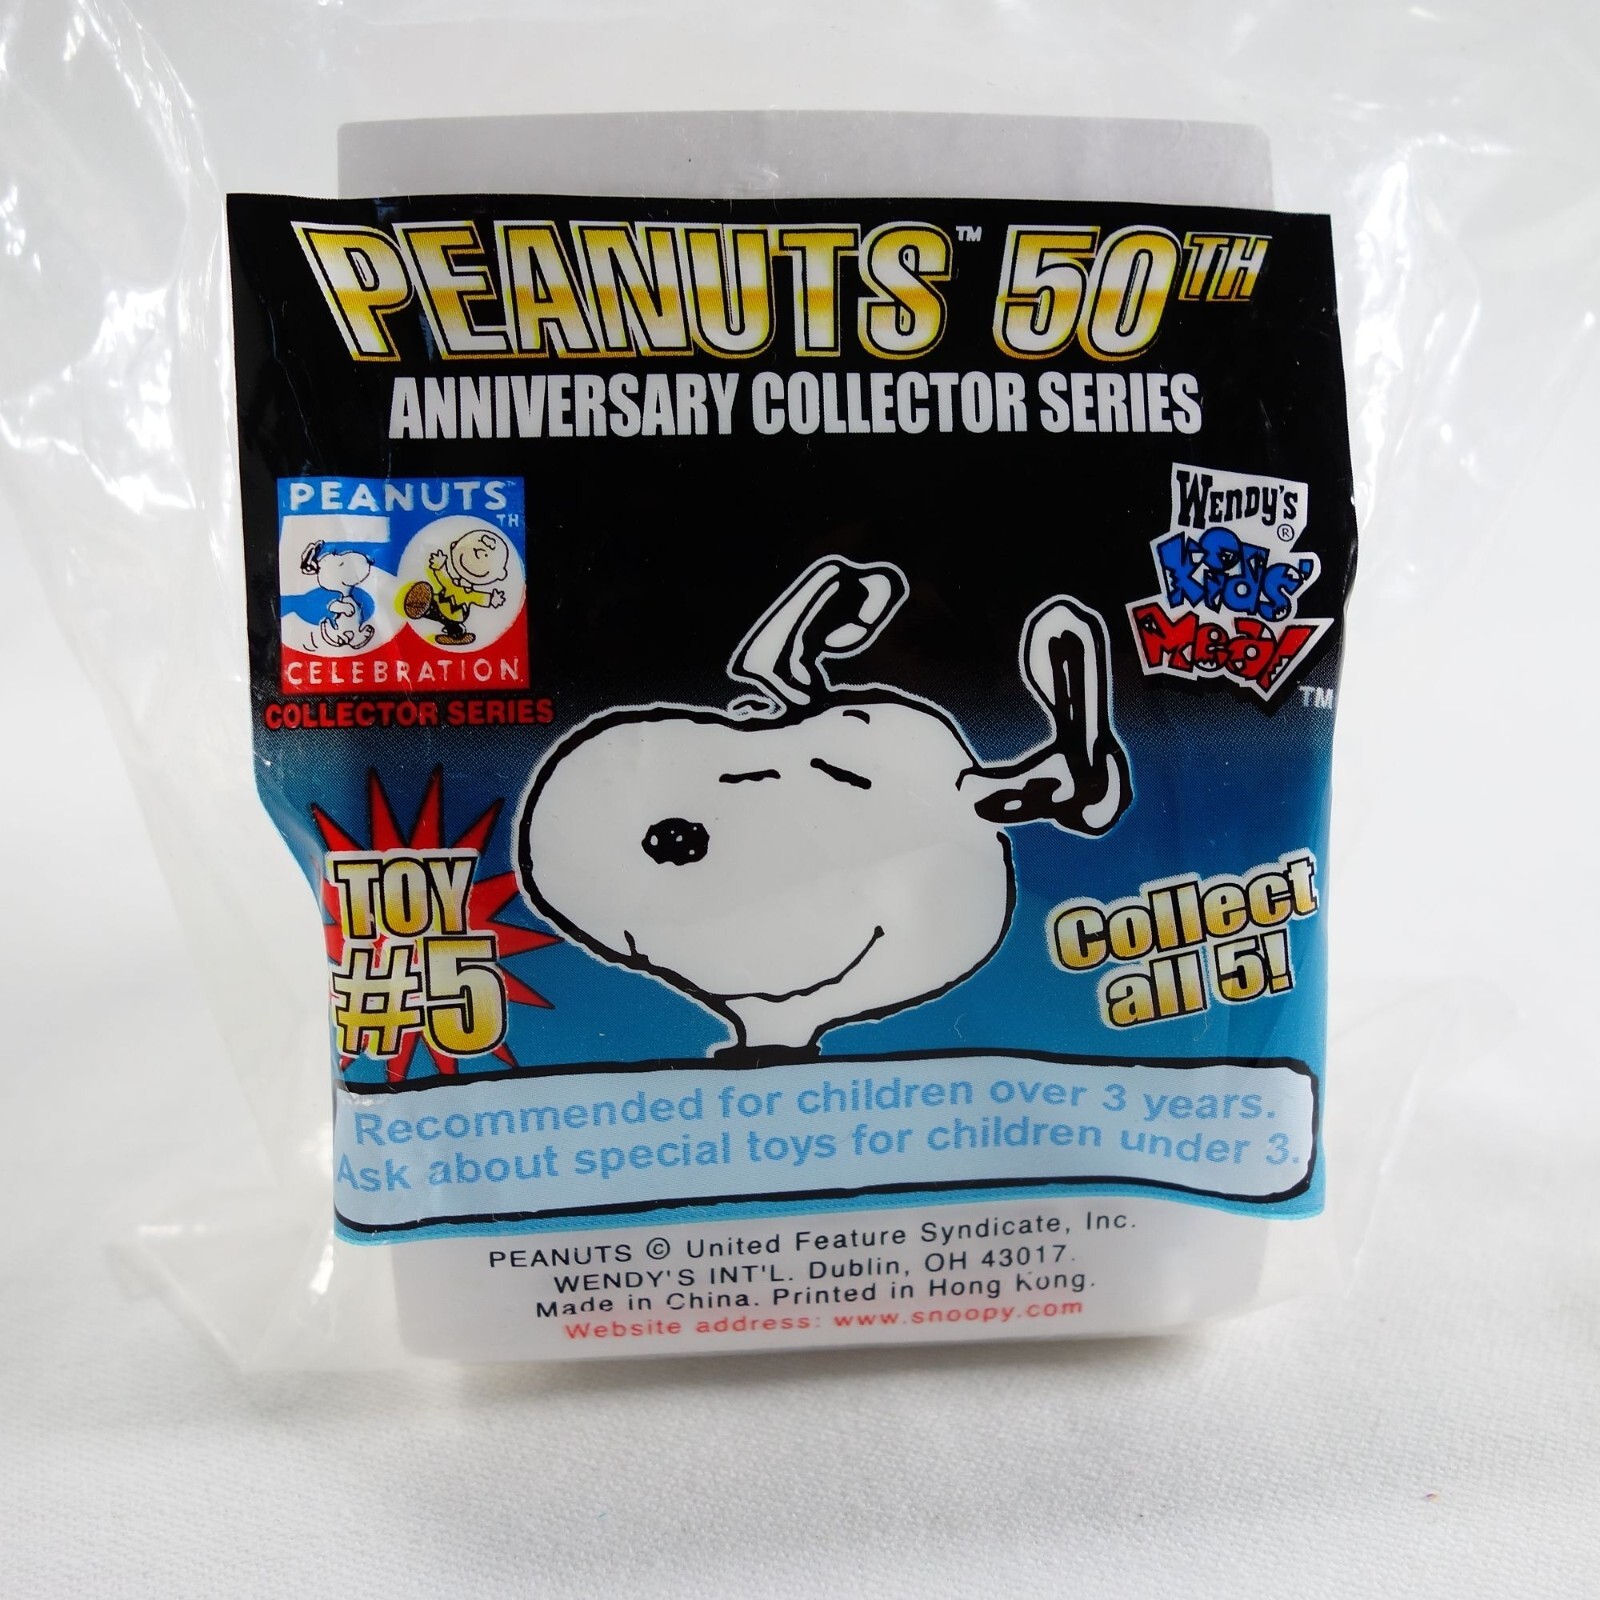 PEANUTS™ 50TH
ANNIVERSARY COLLECTOR SERIES
PEANUTS™
50TH
CELEBRATION
COLLECTOR SERIES
WENDY'S®
Kids'
Meal
TM
TOY
#5
Collect
all 5!
Recommended for children over 3 years.
Ask about special toys for children under 3.
PEANUTS © United Feature Syndicate, Inc.
WENDY'S INT'L. Dublin, OH 43017.
Made in China. Printed in Hong Kong.
Website address: www.snoopy.com